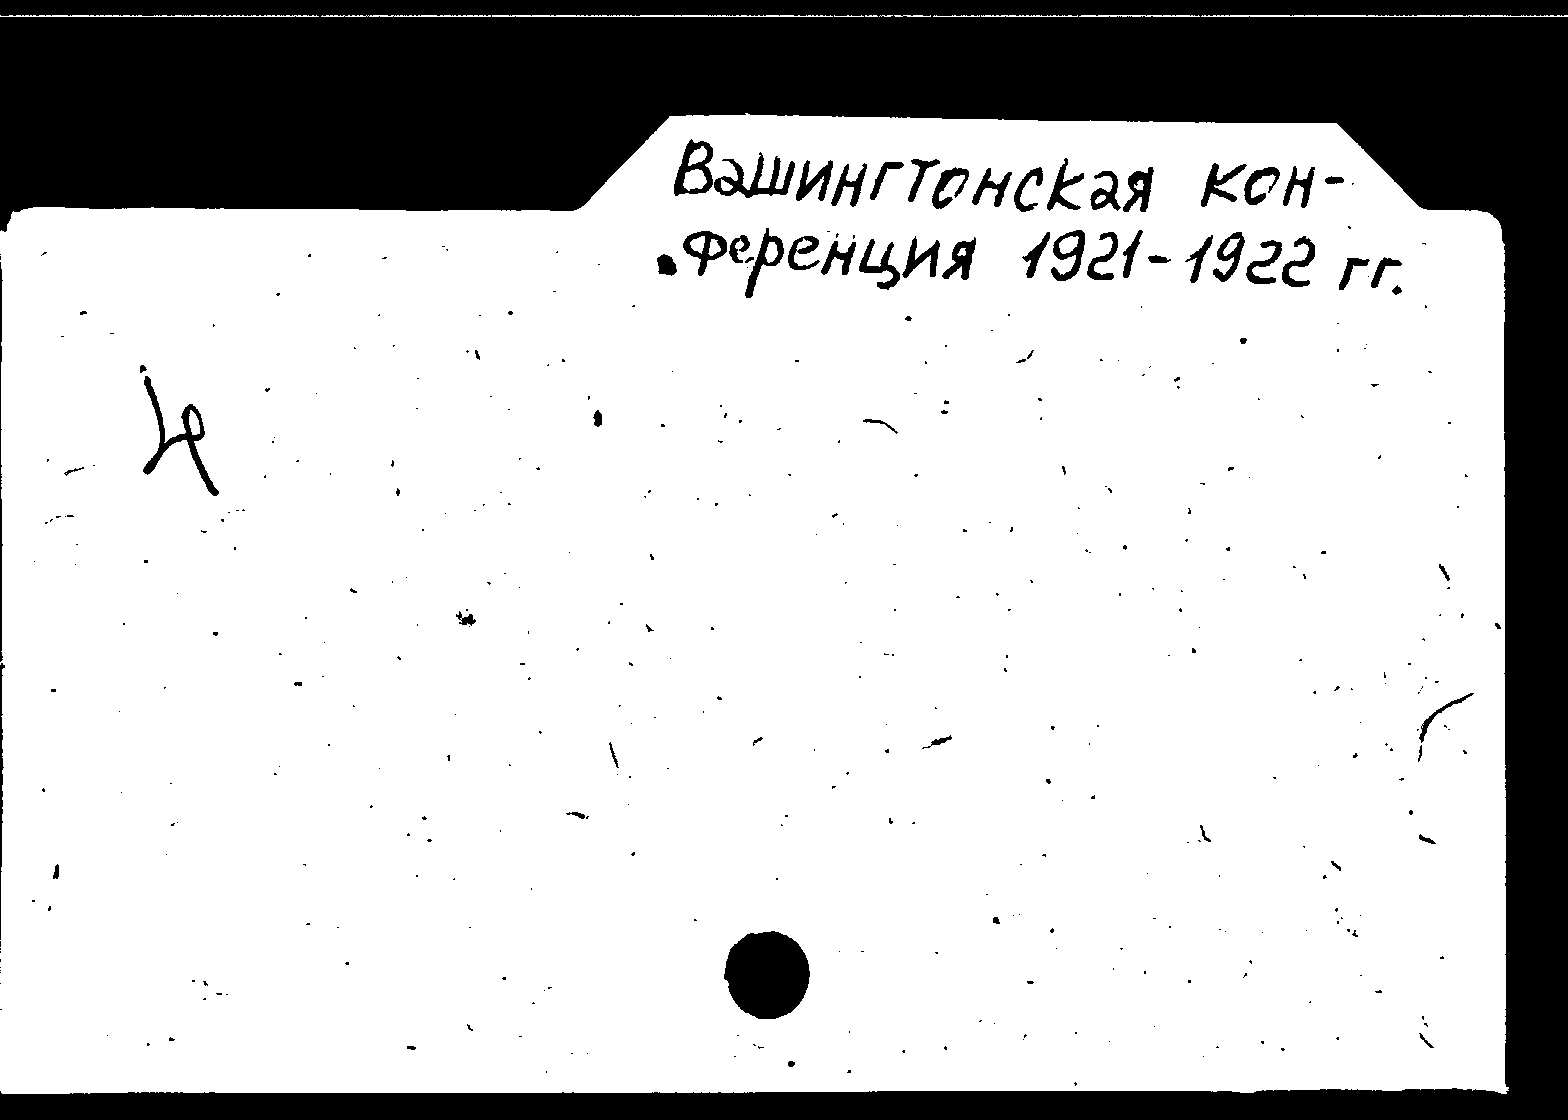 Вашингтонская кон-
ференция 1921-1922 гг.